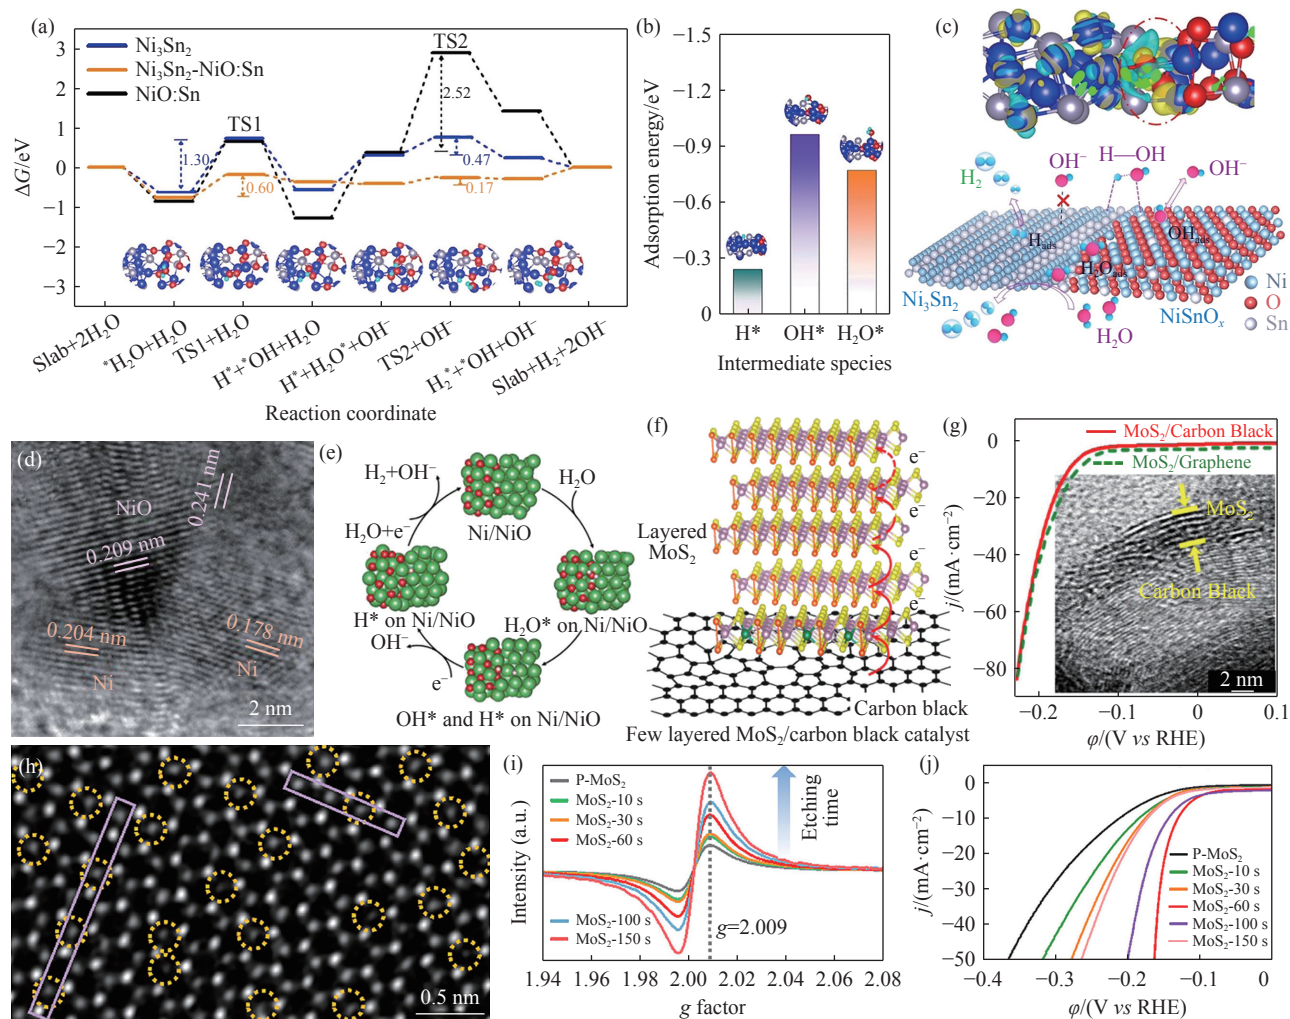 (a)
ΔG/eV
3
2
1
0
−1
−2
−3
Ni₃Sn₂
Ni₃Sn₂-NiO:Sn
NiO:Sn
TS1
TS2
1.30
0.60
2.52
0.47
0.17
Slab+2H₂O
*H₂O+H₂O
TS1+H₂O
H*+*OH+H₂O
H*+H₂O*+OH⁻
TS2+OH⁻
H₂*+*OH+OH⁻
Slab+H₂+2OH⁻
Reaction coordinate
(b)
Adsorption energy/eV
−1.5
−1.2
−0.9
−0.6
−0.3
0
H*
OH*
H₂O*
Intermediate species
(c)
H₂
OH⁻
H—OH
OH⁻
H_ads
OH_ads
H₂O_ads
Ni₃Sn₂
H₂O
NiSnOₓ
Ni
O
Sn
(d)
NiO
0.241 nm
0.209 nm
0.204 nm
Ni
0.178 nm
Ni
2 nm
(e)
H₂+OH⁻
H₂O
Ni/NiO
H₂O+e⁻
H* on Ni/NiO
H₂O* on Ni/NiO
OH⁻
e⁻
OH* and H* on Ni/NiO
(f)
Layered
MoS₂
e⁻
e⁻
e⁻
e⁻
Carbon black
Few layered MoS₂/carbon black catalyst
(g)
MoS₂/Carbon Black
MoS₂/Graphene
MoS₂
Carbon Black
2 nm
j/(mA·cm⁻²)
0
−20
−40
−60
−80
−0.2
−0.1
0
0.1
φ/(V vs RHE)
(h)
0.5 nm
(i)
Intensity (a.u.)
P-MoS₂
MoS₂-10 s
MoS₂-30 s
MoS₂-60 s
MoS₂-100 s
MoS₂-150 s
Etching
time
g=2.009
1.94
1.96
1.98
2.00
2.02
2.04
2.06
2.08
g factor
(j)
j/(mA·cm⁻²)
10
0
−10
−20
−30
−40
−50
P-MoS₂
MoS₂-10 s
MoS₂-30 s
MoS₂-60 s
MoS₂-100 s
MoS₂-150 s
−0.4
−0.2
0
φ/(V vs RHE)